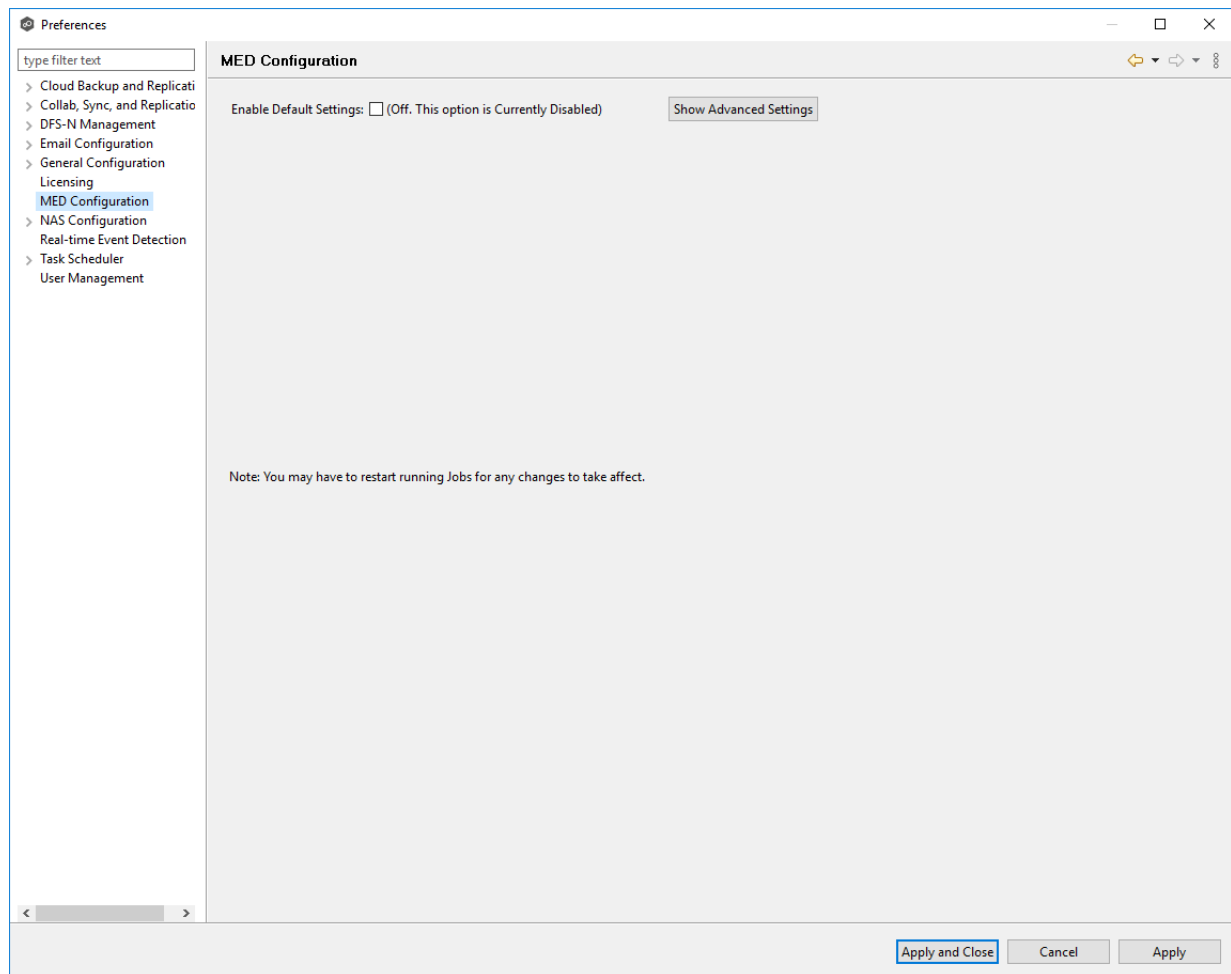 Preferences
type filter text
Cloud Backup and Replicati
Collab, Sync, and Replicatio
DFS-N Management
Email Configuration
General Configuration
Licensing
MED Configuration
NAS Configuration
Real-time Event Detection
Task Scheduler
User Management
MED Configuration
Enable Default Settings: (Off. This option is Currently Disabled) Show Advanced Settings
Note: You may have to restart running Jobs for any changes to take affect.
Apply and Close Cancel Apply